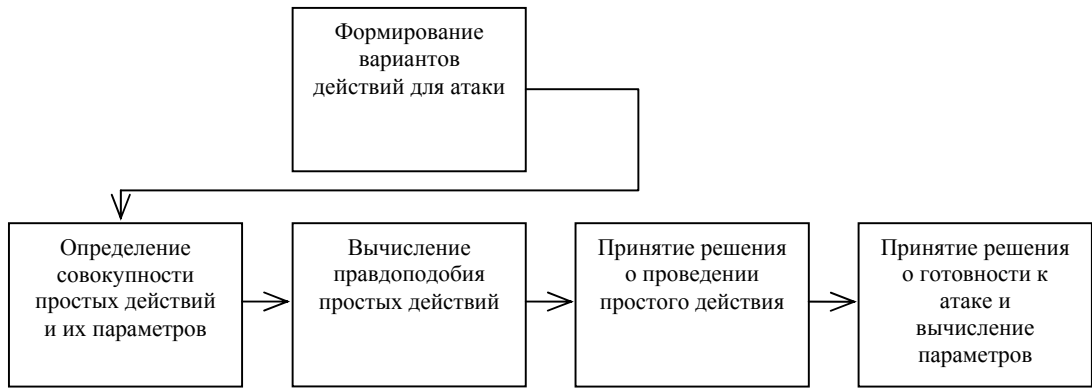 Формирование
вариантов
действий для атаки
Определение
совокупности
простых действий
и их параметров
Вычисление
правдоподобия
простых действий
Принятие решения
о проведении
простого действия
Принятие решения
о готовности к
атаке и
вычисление
параметров